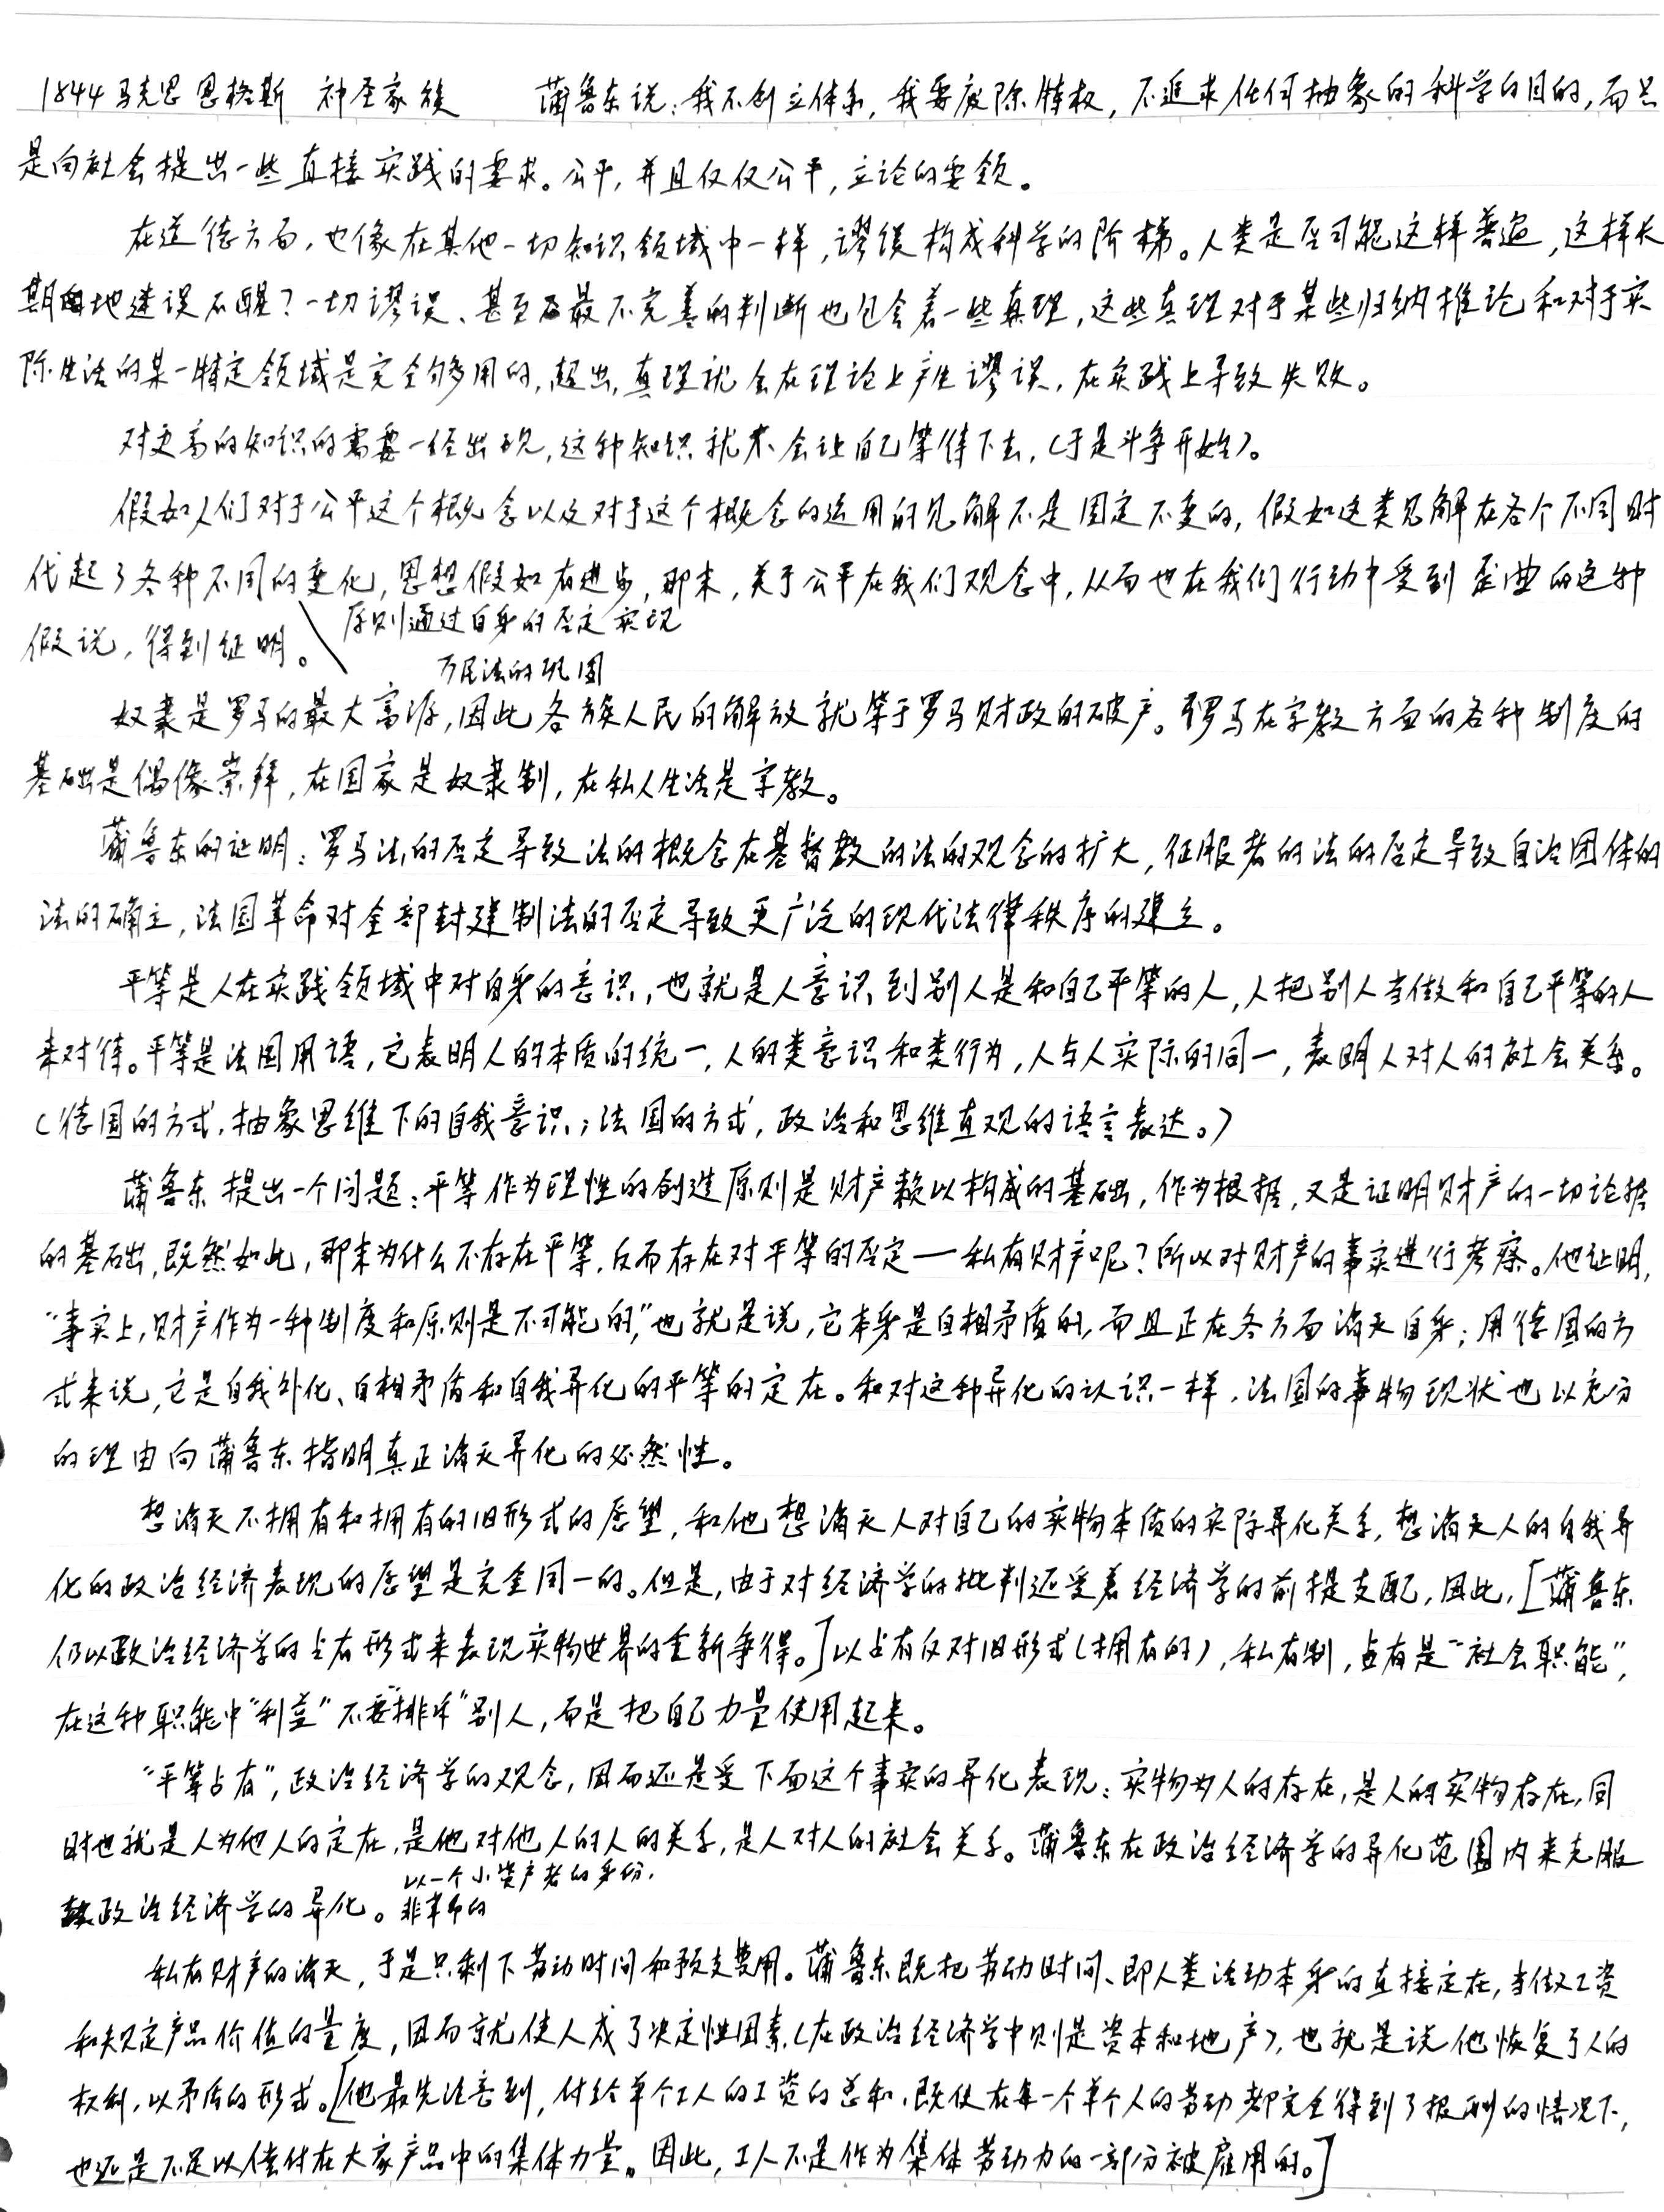 1844 马克思 恩格斯 神圣家族 蒲鲁东说：我不创立体系，我要废除特权，不追求任何抽象的科学的目的，而只
是向社会提出一些直接实践的要求。公平，并且仅仅公平，立论的要领。
在道德方面，也像在其他一切知识领域中一样，谬误构成科学的阶梯。人类是否可能这样普遍，这样长
期地迷误不醒？一切谬误、甚至最不完善的判断也包含着一些真理，这些真理对于某些归纳推论和对于实
际生活的某一特定领域是完全够用的，超出，真理就会在理论上产生谬误，在实践上导致失败。
对更高的知识的需要一经出现，这种知识就不会让自己等待下去，（于是斗争开始）。
假如人们对于公平这个概念以及对于这个概念的运用的见解不是固定不变的，假如这类见解在各个不同时
代起了各种不同的变化，思想假如有进步，那末，关于公平在我们观念中，从而也在我们行动中受到歪曲的这种
假说，得到证明。
原则通过自身的否定实现
万民法的巩固
奴隶是罗马的最大富源，因此各族人民的解放就等于罗马财政的破产。罗马在宗教方面的各种制度的
基础是偶像崇拜，在国家是奴隶制，在私人生活是宗教。
蒲鲁东的证明：罗马法的否定导致法的概念在基督教的法的观念的扩大，征服者的法的否定导致自治团体的
法的确立，法国革命对全部封建制法的否定导致更广泛的现代法律秩序的建立。
平等是人在实践领域中对自身的意识，也就是人意识到别人是和自己平等的人，人把别人当做和自己平等的人
来对待。平等是法国用语，它表明人的本质的统一，人的类意识和类行为，人与人实际的同一，表明人对人的社会关系。
（德国的方式，抽象思维下的自我意识；法国的方式，政治和思维直观的语言表达。）
蒲鲁东提出一个问题：平等作为理性的创造原则是财产赖以构成的基础，作为根据，又是证明财产的一切论据
的基础，既然如此，那末为什么不存在平等，反而存在对平等的否定——私有财产呢？所以对财产的事实进行考察。他证明，
“事实上，财产作为一种制度和原则是不可能的，”也就是说，它本身是自相矛盾的，而且正在各方面消灭自身；用德国的方
式来说，它是自我外化、自相矛盾和自我异化的平等的定在。和对这种异化的认识一样，法国的事物现状也以充分
的理由向蒲鲁东指明真正消灭异化的必然性。
想消灭不拥有和拥有的旧形式的愿望，和他想消灭人对自己的实物本质的实际异化关系，想消灭人的自我异
化的政治经济表现的愿望是完全同一的。但是，由于对经济学的批判还受着经济学的前提支配，因此，[蒲鲁东
仍以政治经济学的占有形式来表现实物世界的重新争得。]以占有反对旧形式（拥有的），私有制，占有是“社会职能”，
在这种职能中“利益”不要“排斥”别人，而是把自己力量使用起来。
“平等占有”，政治经济学的观念，因而还是受下面这个事实的异化表现：实物为人的存在，是人的实物存在，同
时也就是人为他人的定在，是他对他人的人的关系，是人对人的社会关系。蒲鲁东在政治经济学的异化范围内来克服
政治经济学的异化。
以一个小资产者的身份，
非革命的
私有财产的消灭，于是只剩下劳动时间和预支费用。蒲鲁东既把劳动时间、即人类活动本身的直接定在，当做工资
和规定产品价值的量度，因而就使人成了决定性因素，（在政治经济学中则是资本和地产），也就是说他恢复了人的
权利，以矛盾的形式。[他最先注意到，付给单个工人的工资的总和，既使在每一个单个人的劳动都完全得到了报酬的情况下，
也还是不足以偿付在大家产品中的集体力量。因此，工人不是作为集体劳动力的一部分被雇用的。]